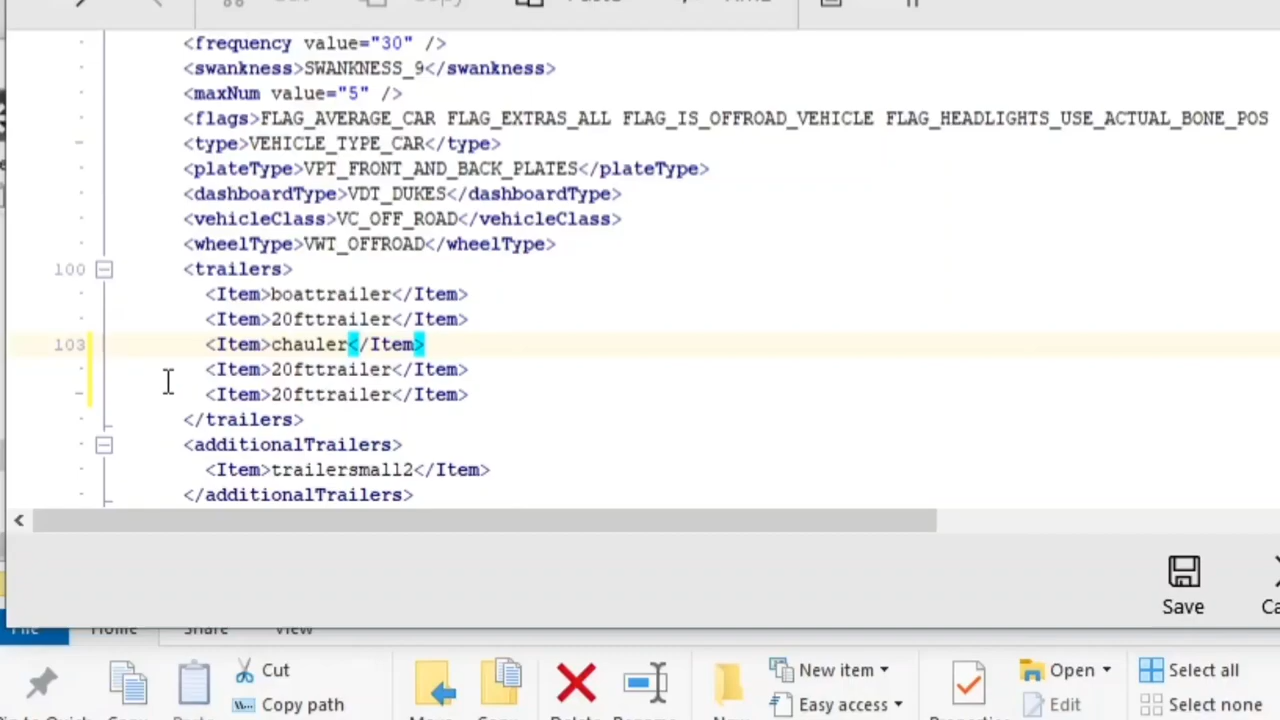 <frequency value="30" />
<swankness>SWANKNESS_9</swankness>
<maxNum value="5" />
<flags>FLAG_AVERAGE_CAR FLAG_EXTRAS_ALL FLAG_IS_OFFROAD_VEHICLE FLAG_HEADLIGHTS_USE_ACTUAL_BONE_POS
<type>VEHICLE_TYPE_CAR</type>
<plateType>VPT_FRONT_AND_BACK_PLATES</plateType>
<dashboardType>VDT_DUKES</dashboardType>
<vehicleClass>VC_OFF_ROAD</vehicleClass>
<wheelType>VWT_OFFROAD</wheelType>
100 <trailers>
<Item>boattrailer</Item>
<Item>20fttrailer</Item>
103 <Item>chauler</Item>
<Item>20fttrailer</Item>
<Item>20fttrailer</Item>
</trailers>
<additionalTrailers>
<Item>trailersmall2</Item>
</additionalTrailers>
Save
File Home Share View
Cut New item Open Select all
Copy path Easy access Edit Select none